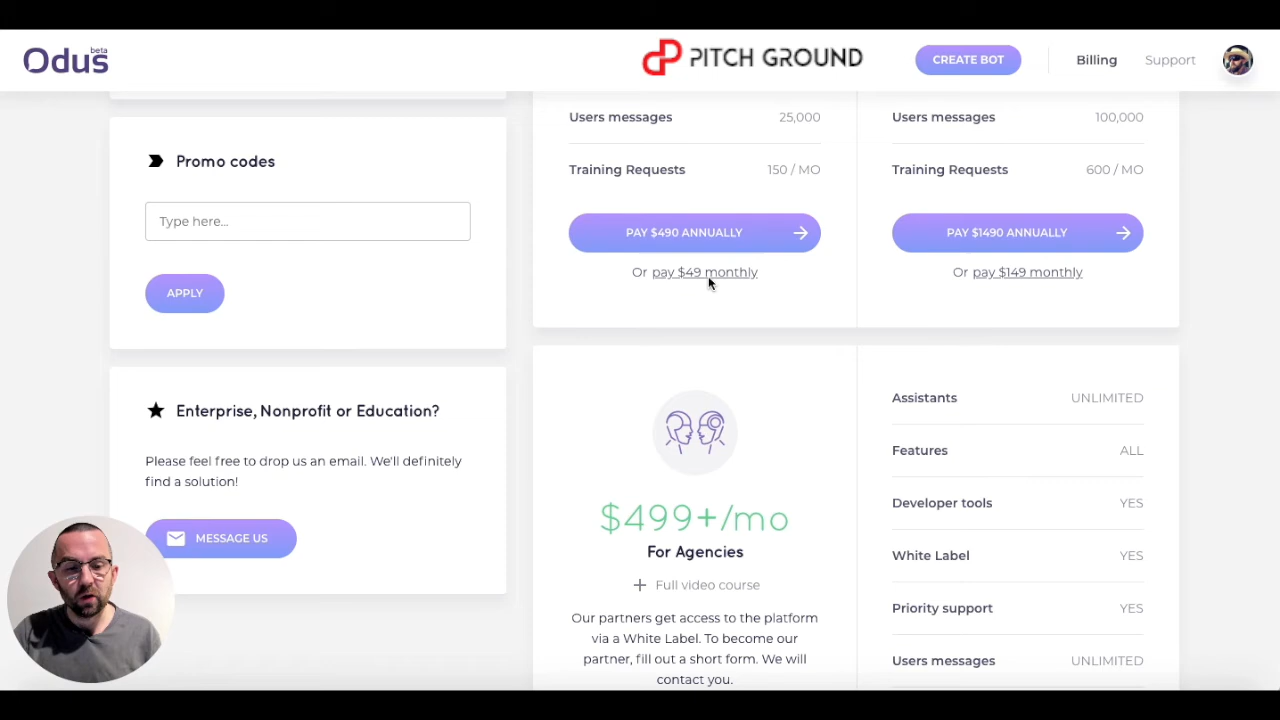 Odus beta
PITCH GROUND
CREATE BOT
Billing
Support
Promo codes
Type here...
APPLY
Enterprise, Nonprofit or Education?
Please feel free to drop us an email. We'll definitely
find a solution!
MESSAGE US
Users messages 25,000
Training Requests 150 / MO
PAY $490 ANNUALLY
Or pay $49 monthly
Users messages 100,000
Training Requests 600 / MO
PAY $1490 ANNUALLY
Or pay $149 monthly
$499+/mo
For Agencies
Full video course
Our partners get access to the platform
via a White Label. To become our
partner, fill out a short form. We will
contact you.
Assistants UNLIMITED
Features ALL
Developer tools YES
White Label YES
Priority support YES
Users messages UNLIMITED